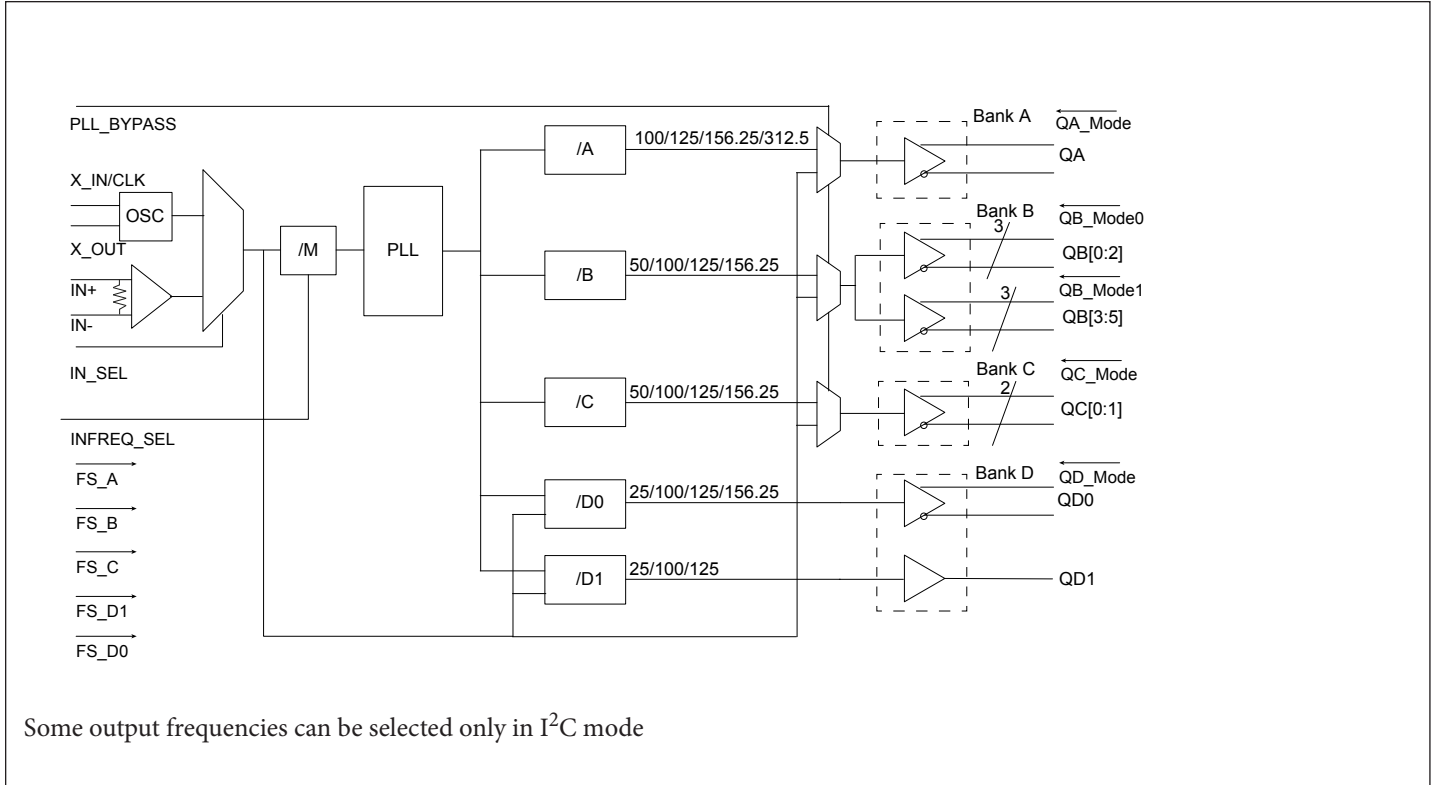 PLL_BYPASS
X_IN/CLK
OSC
X_OUT
IN+
IN-
IN_SEL
INFREQ_SEL
FS_A
FS_B
FS_C
FS_D1
FS_D0
/M
PLL
/A
100/125/156.25/312.5
/B
50/100/125/156.25
/C
50/100/125/156.25
/D0
25/100/125/156.25
/D1
25/100/125
Bank A
QA_Mode
QA
Bank B
3
QB_Mode0
QB[0:2]
3
QB_Mode1
QB[3:5]
Bank C
2
QC_Mode
QC[0:1]
Bank D
QD_Mode
QD0
QD1
Some output frequencies can be selected only in I²C mode